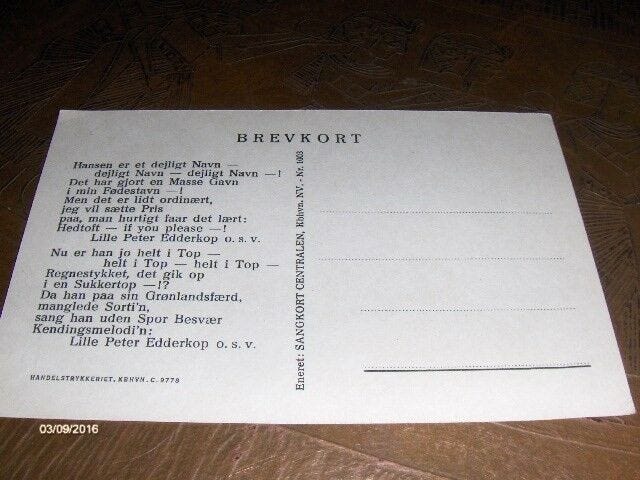 BREVKORT
Hansen er et dejligt Navn —
dejligt Navn — dejligt Navn —!
Det har gjort en Masse Gavn
i min Fødestavn —!
Men det er lidt ordinært,
jeg vil sætte Pris
paa, man hurtigt faar det lært:
Hedtoft — if you please —!
Lille Peter Edderkop o. s. v.
Nu er han jo helt i Top —
helt i Top — helt i Top —
Regnestykket, det gik op
i en Sukkertop —!?
Da han paa sin Grønlandsfærd,
manglede Sorti'n,
sang han uden Spor Besvær
Kendingsmelodi'n:
Lille Peter Edderkop o. s. v.
HANDELSTRYKKERIET. KBHVN. C. 9778
Eneret: SANGKORT CENTRALEN, Kbhvn. NV. - Nr. 1803
03/09/2016